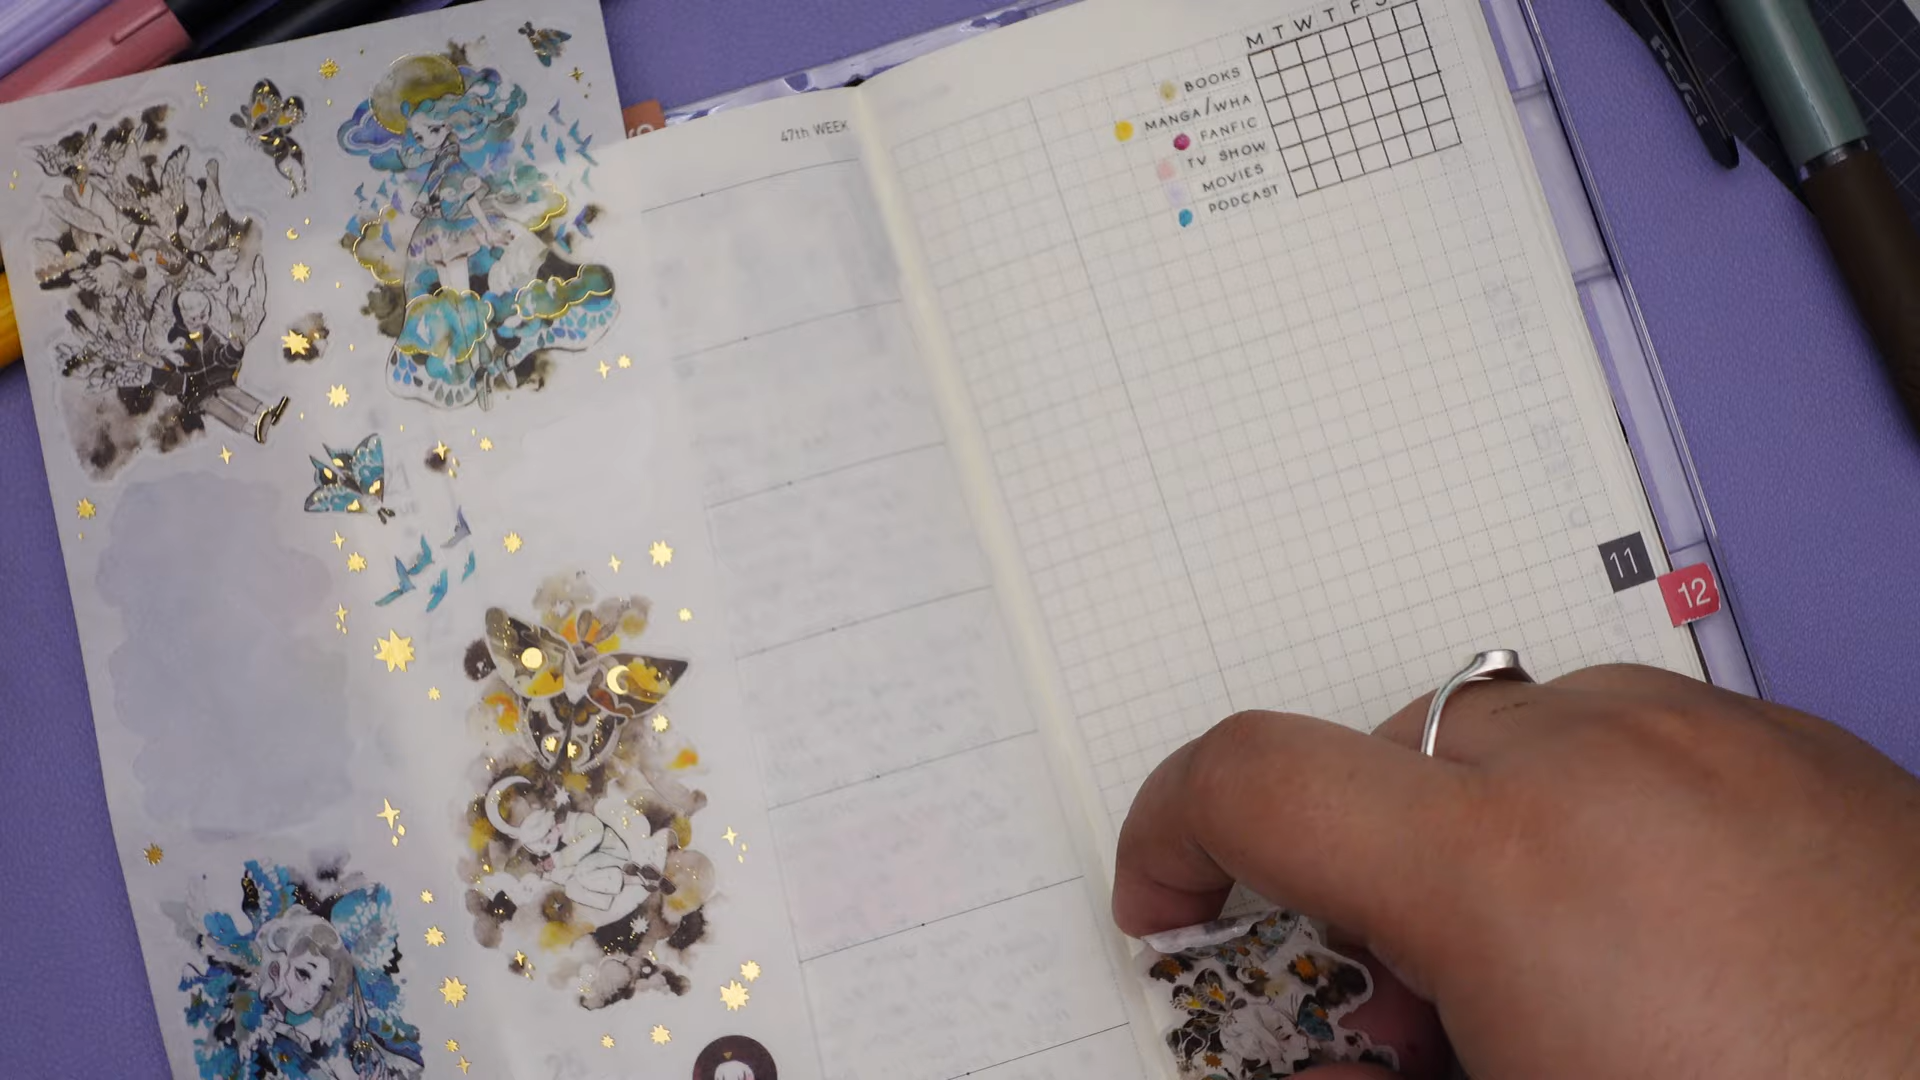 47th WEEK
M T W T F S
BOOKS
MANGA/WHA
FANFIC
TV SHOW
MOVIES
PODCAST
11
12